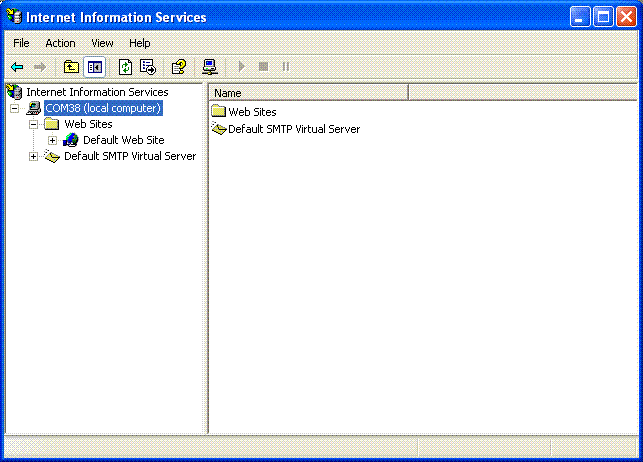 Internet Information Services
File Action View Help
Internet Information Services
COM38 (local computer)
Web Sites
Default Web Site
Default SMTP Virtual Server
Name
Web Sites
Default SMTP Virtual Server